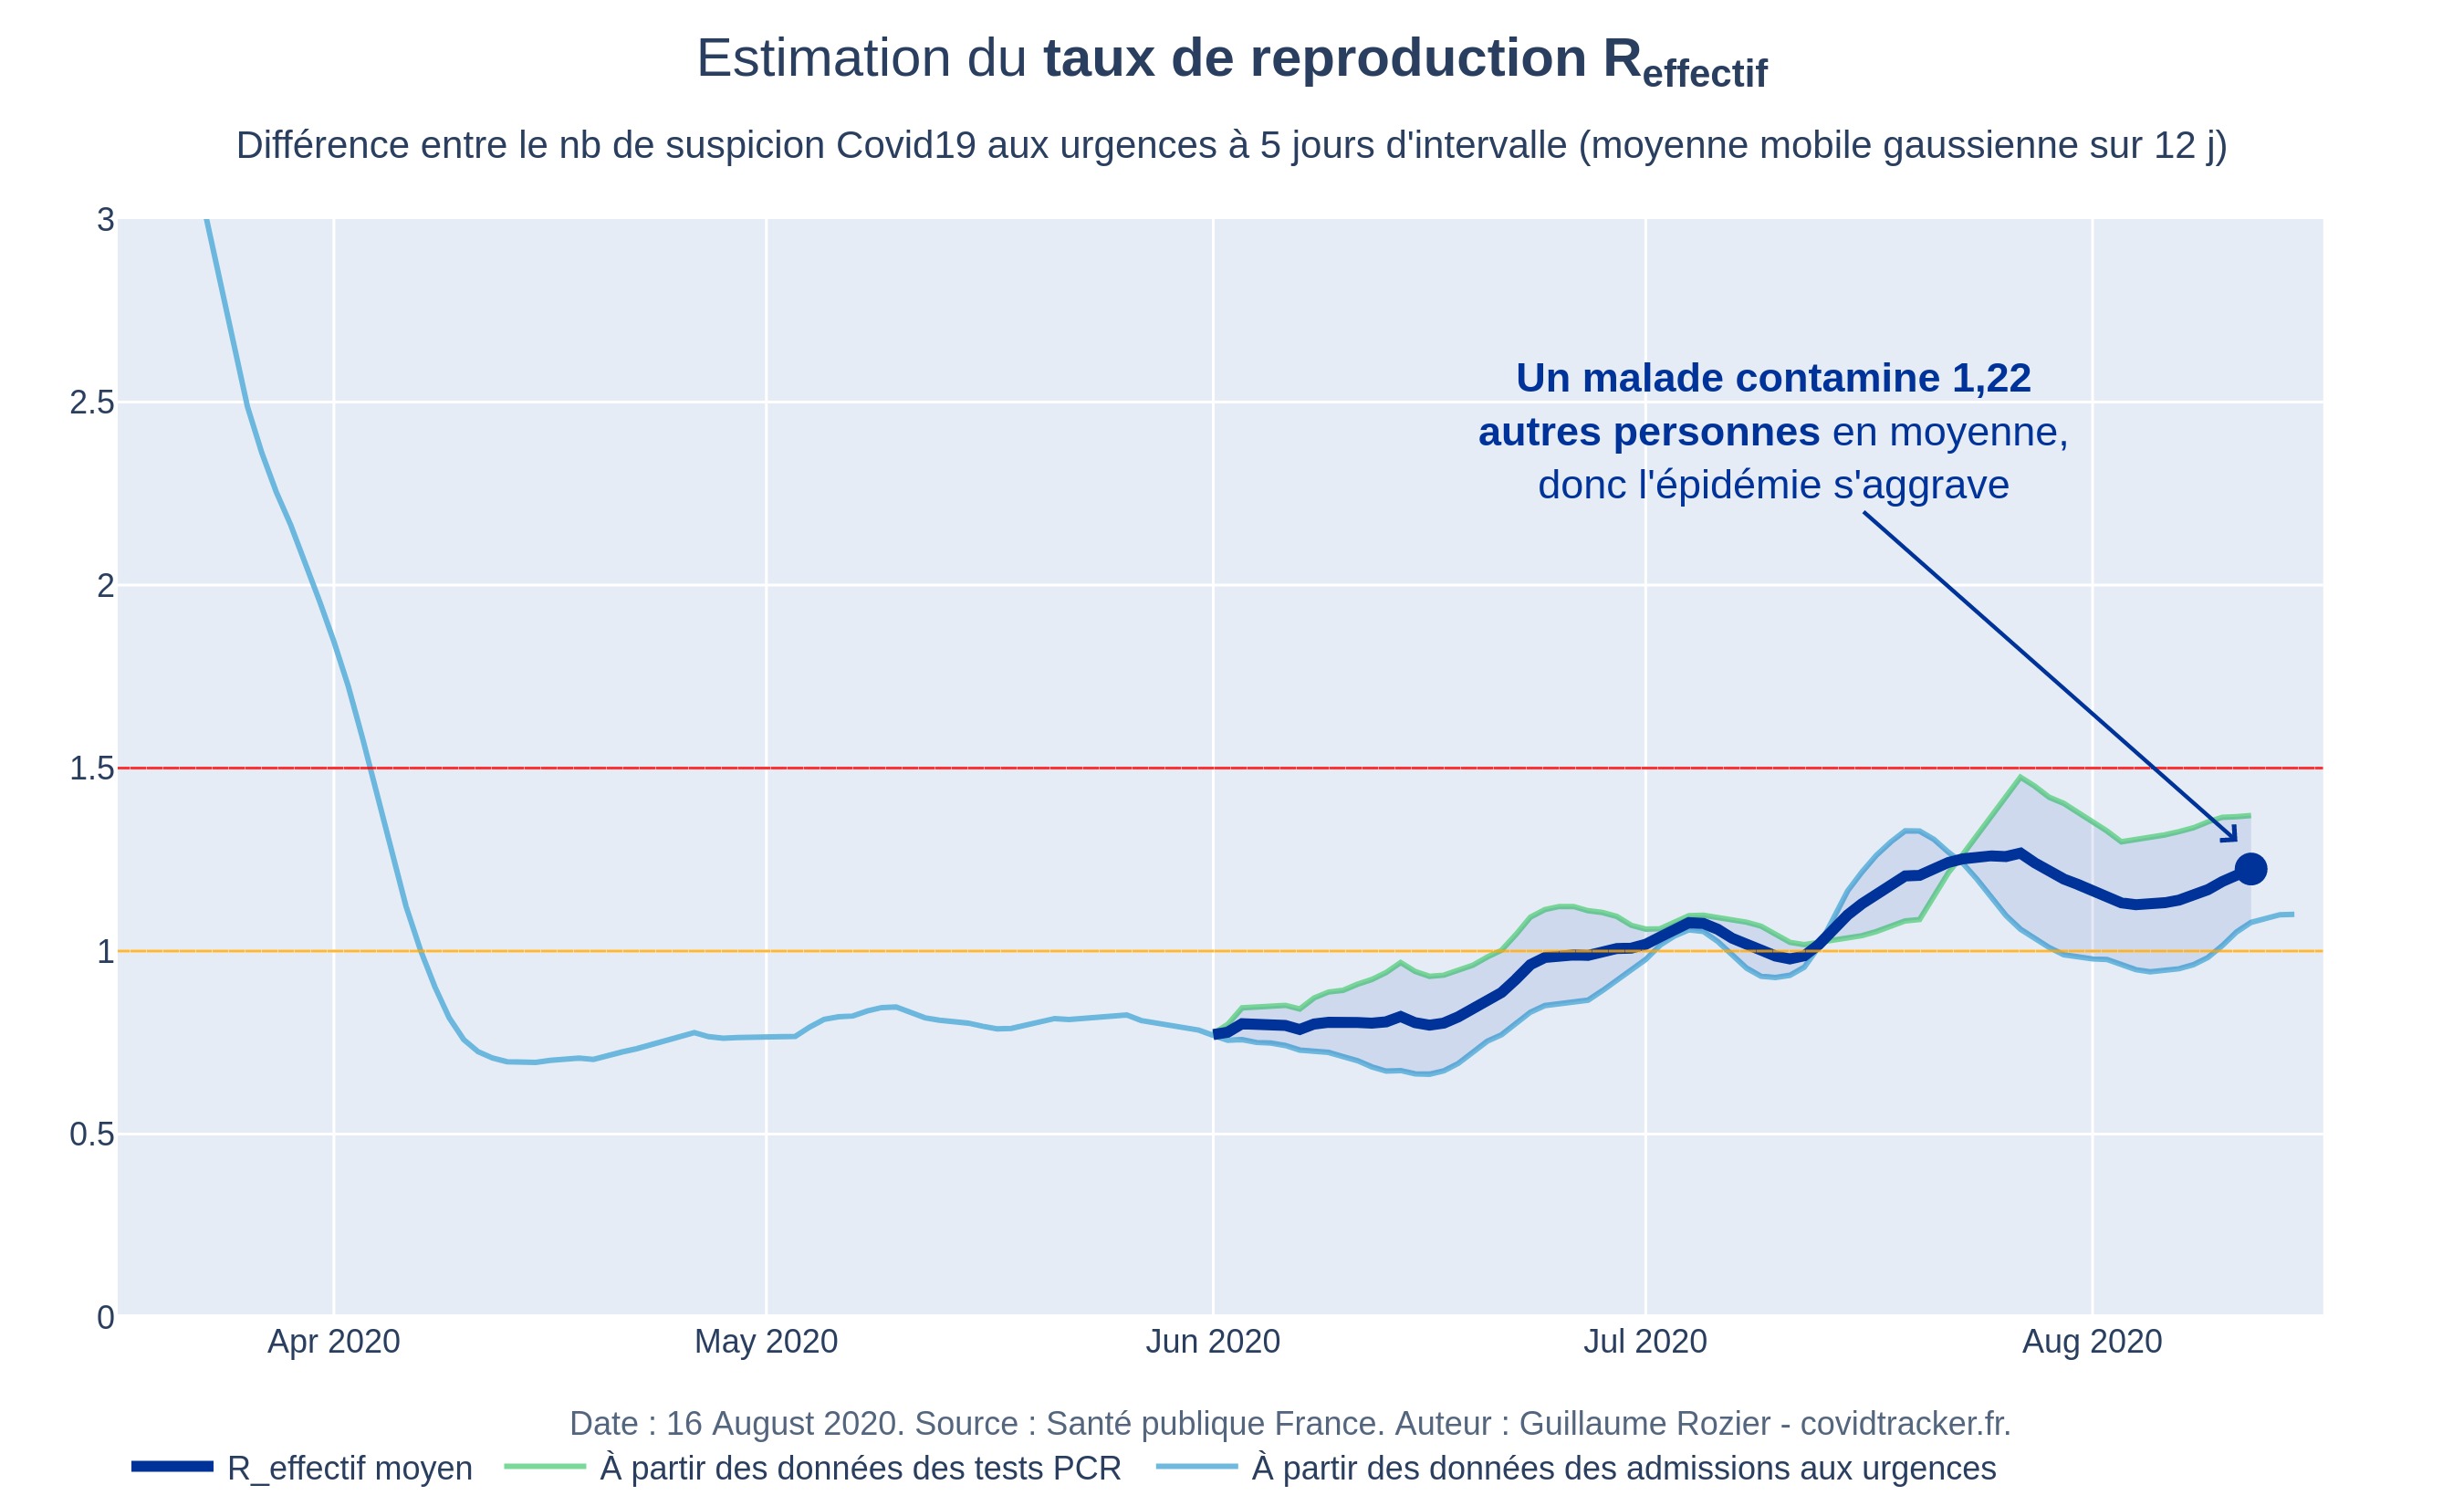 Estimation du taux de reproduction Reffectif
Différence entre le nb de suspicion Covid19 aux urgences à 5 jours d'intervalle (moyenne mobile gaussienne sur 12 j)
3
2.5
2
1.5
1
0.5
0
Un malade contamine 1,22
autres personnes en moyenne,
donc l'épidémie s'aggrave
Apr 2020 May 2020 Jun 2020 Jul 2020 Aug 2020
Date : 16 August 2020. Source : Santé publique France. Auteur : Guillaume Rozier - covidtracker.fr.
R_effectif moyen À partir des données des tests PCR À partir des données des admissions aux urgences